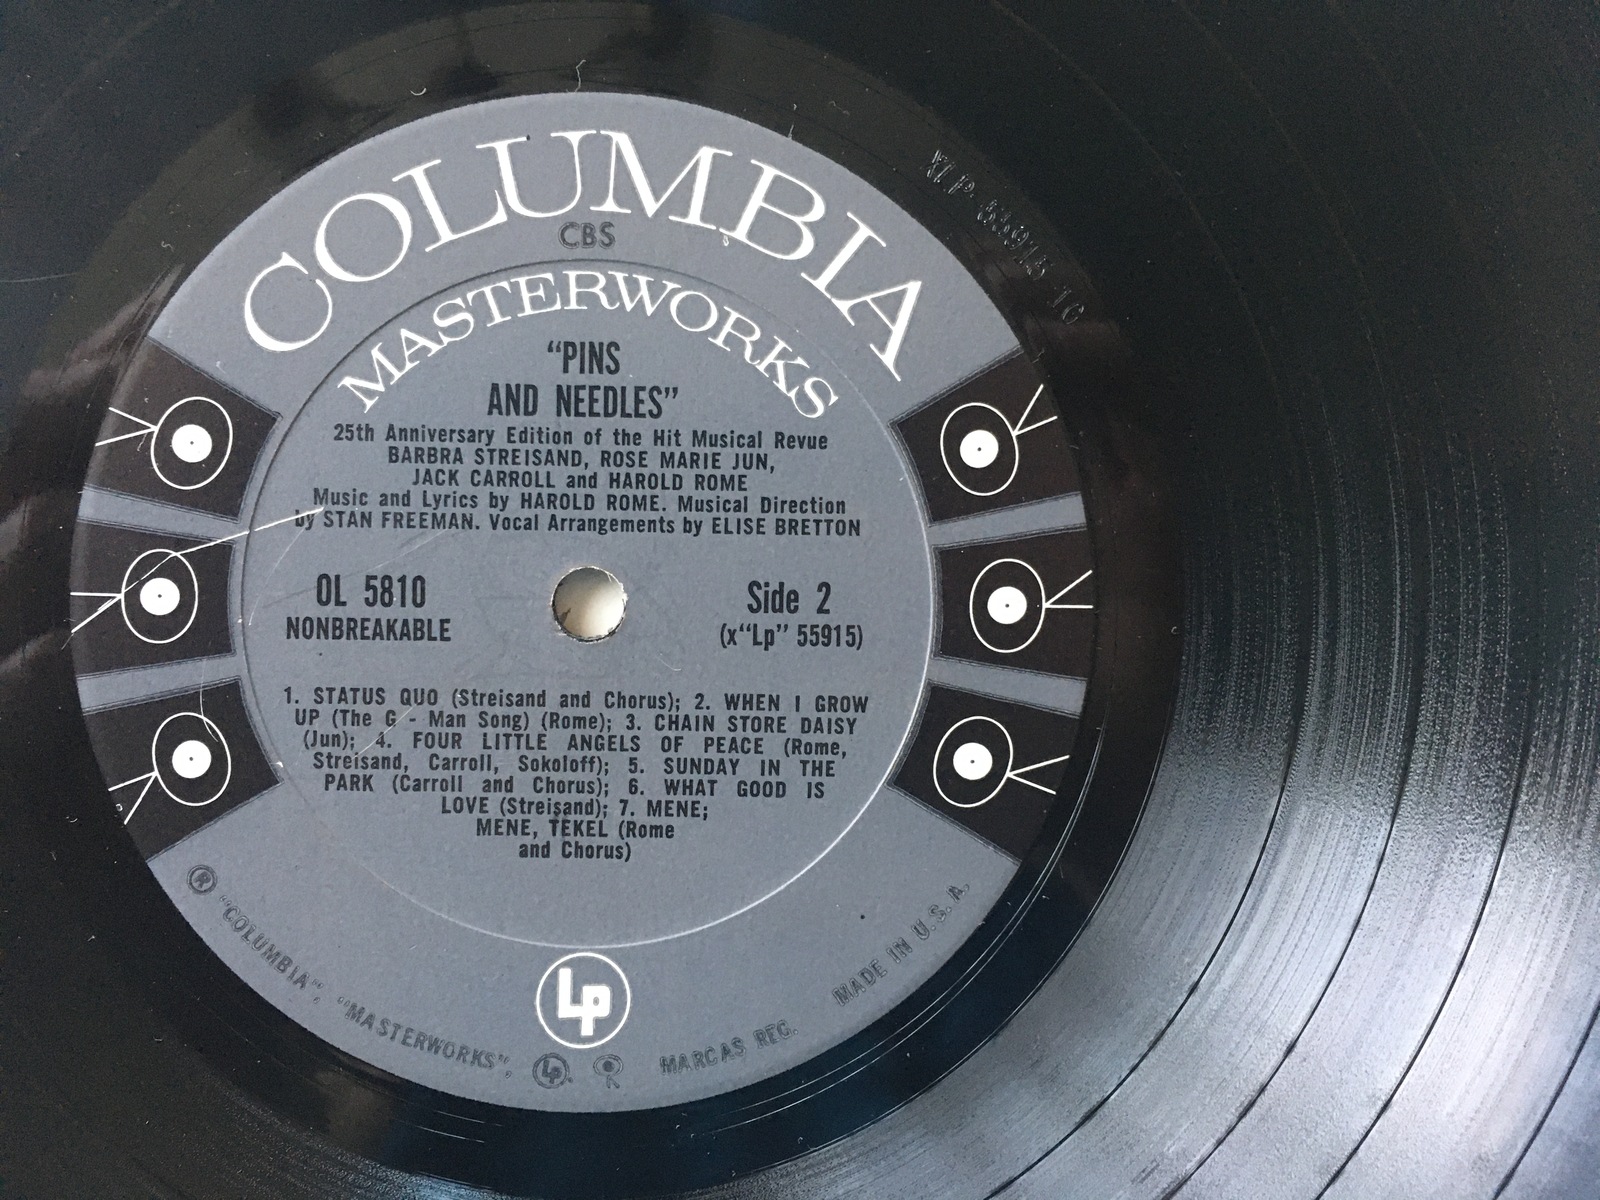 COLUMBIA
CBS
MASTERWORKS
“PINS
AND NEEDLES”
25th Anniversary Edition of the Hit Musical Revue
BARBRA STREISAND, ROSE MARIE JUN,
JACK CARROLL and HAROLD ROME
Music and Lyrics by HAROLD ROME. Musical Direction
by STAN FREEMAN. Vocal Arrangements by ELISE BRETTON
OL 5810
NONBREAKABLE
Side 2
(x“Lp” 55915)
1. STATUS QUO (Streisand and Chorus); 2. WHEN I GROW
UP (The G - Man Song) (Rome); 3. CHAIN STORE DAISY
(Jun); 4. FOUR LITTLE ANGELS OF PEACE (Rome,
Streisand, Carroll, Sokoloff); 5. SUNDAY IN THE
PARK (Carroll and Chorus); 6. WHAT GOOD IS
LOVE (Streisand); 7. MENE;
MENE, TEKEL (Rome
and Chorus)
Lp
® “COLUMBIA”, “MASTERWORKS”, Lp. MARCAS REG. MADE IN U.S.A.
XLP-55915 1G